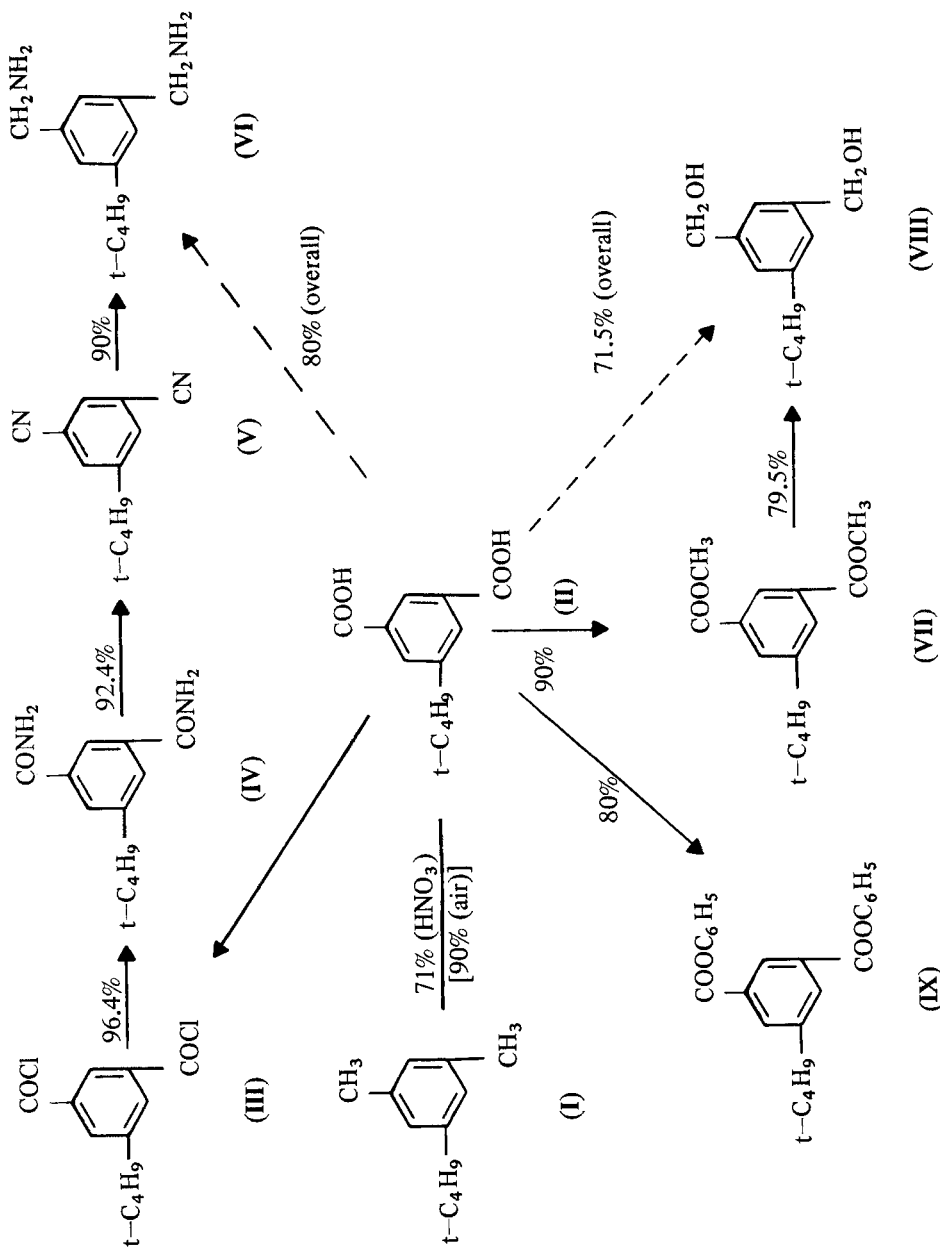 COCl
t–C₄H₉
COCl
(III)
96.4%
CONH₂
t–C₄H₉
CONH₂
(IV)
92.4%
CN
t–C₄H₉
CN
(V)
90%
CH₂NH₂
t–C₄H₉
CH₂NH₂
(VI)
80% (overall)
CH₃
t–C₄H₉
CH₃
(I)
71% (HNO₃)
[90% (air)]
COOH
t–C₄H₉
COOH
(II)
71.5% (overall)
80%
90%
COOC₆H₅
t–C₄H₉
COOC₆H₅
(IX)
COOCH₃
t–C₄H₉
COOCH₃
(VII)
79.5%
CH₂OH
t–C₄H₉
CH₂OH
(VIII)